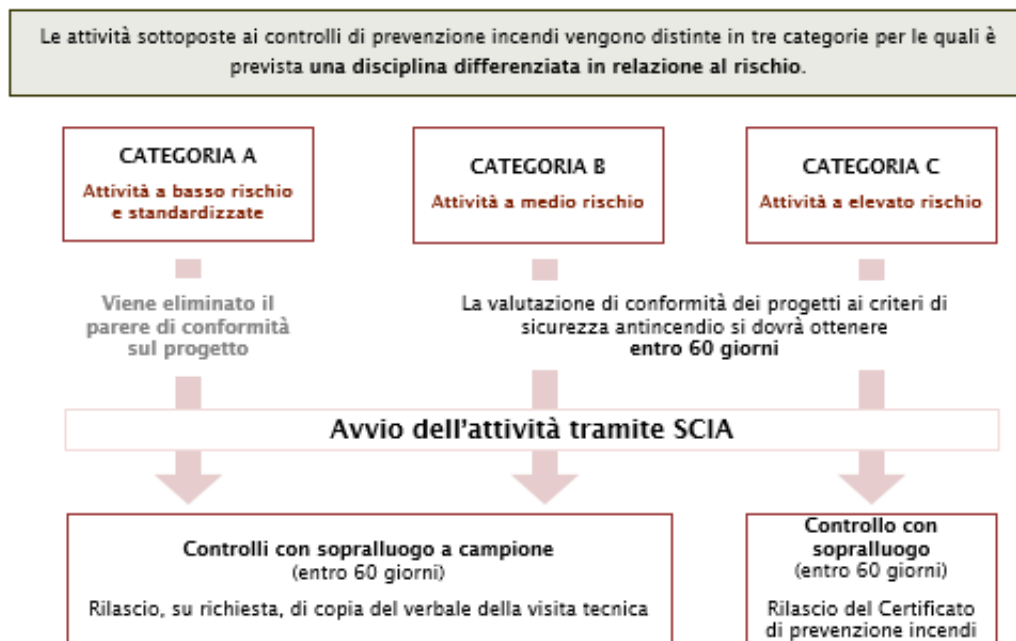 Le attività sottoposte ai controlli di prevenzione incendi vengono distinte in tre categorie per le quali è
prevista una disciplina differenziata in relazione al rischio.
CATEGORIA A
Attività a basso rischio
e standardizzate
CATEGORIA B
Attività a medio rischio
CATEGORIA C
Attività a elevato rischio
Viene eliminato il
parere di conformità
sul progetto
La valutazione di conformità dei progetti ai criteri di
sicurezza antincendio si dovrà ottenere
entro 60 giorni
Avvio dell'attività tramite SCIA
Controlli con sopralluogo a campione
(entro 60 giorni)
Rilascio, su richiesta, di copia del verbale della visita tecnica
Controllo con
sopralluogo
(entro 60 giorni)
Rilascio del Certificato
di prevenzione incendi